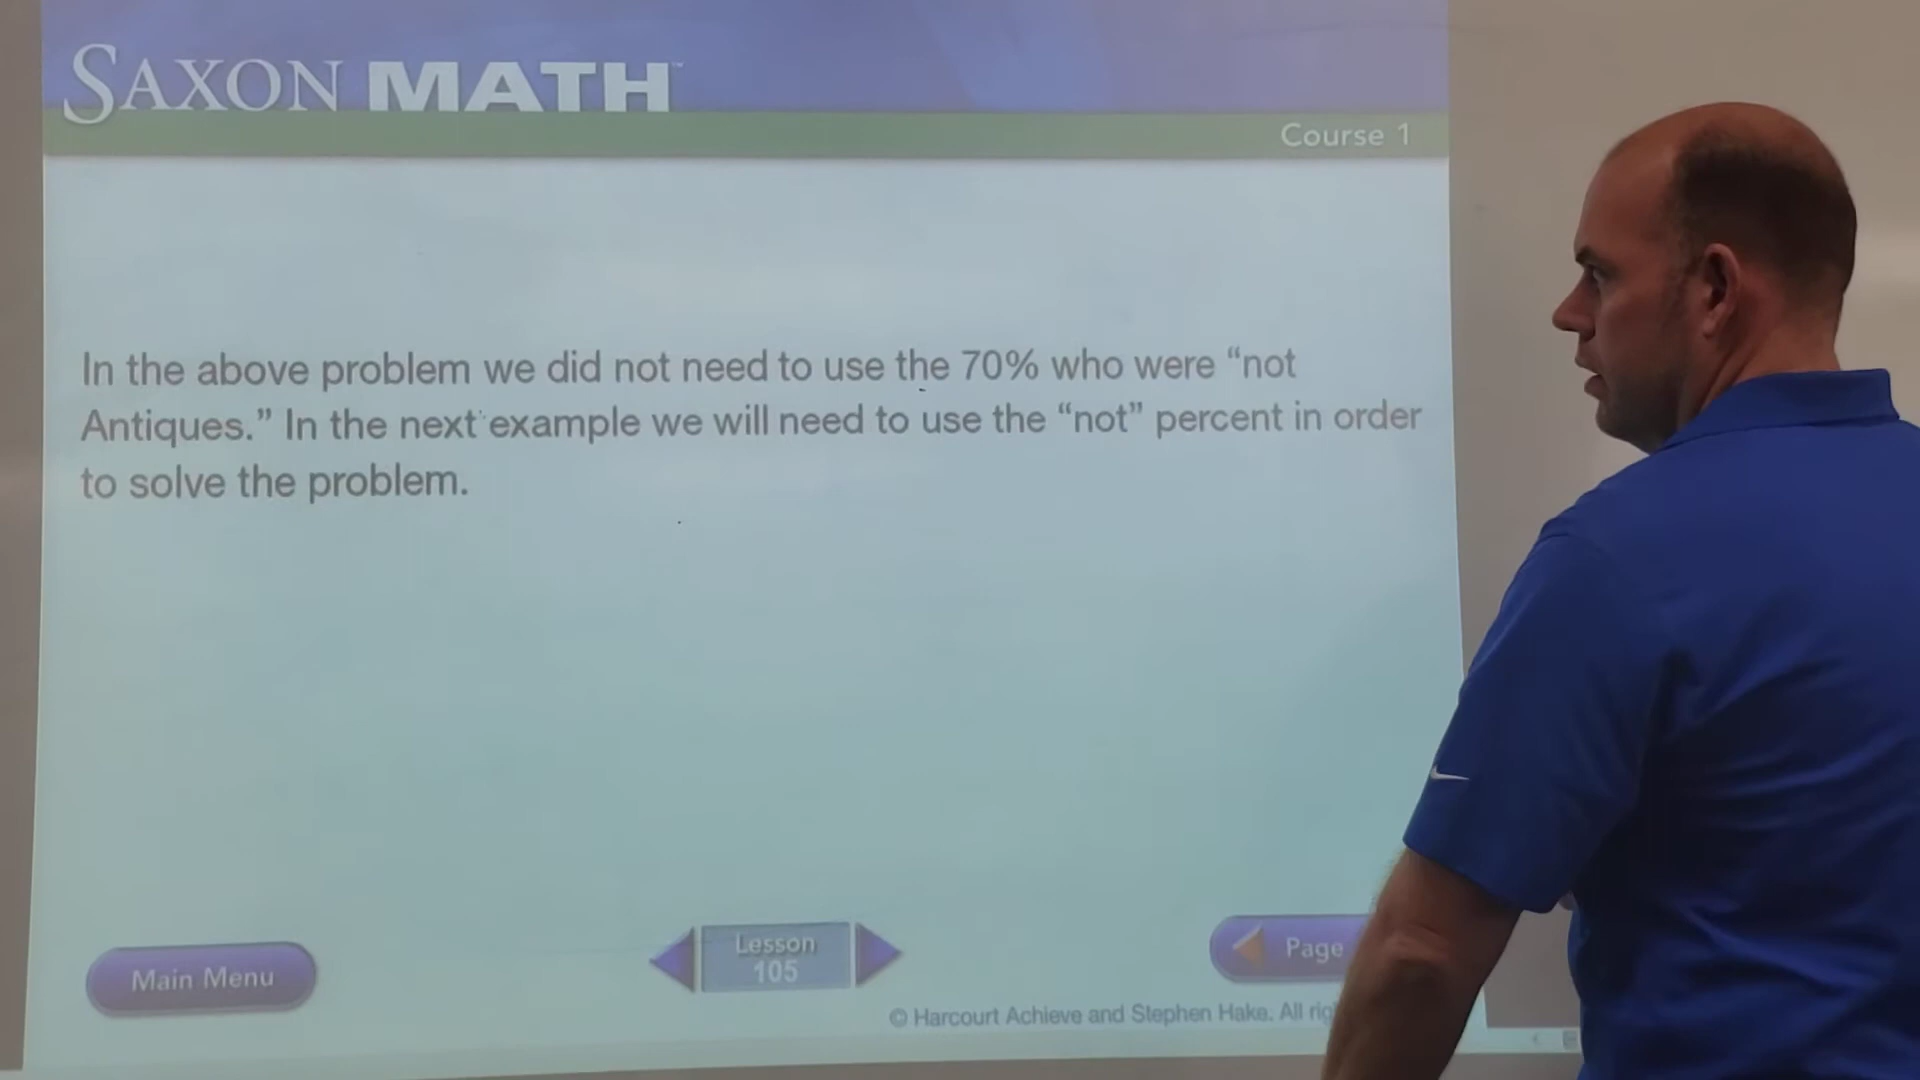 SAXON MATH™
Course 1
In the above problem we did not need to use the 70% who were “not
Antiques.” In the next example we will need to use the “not” percent in order
to solve the problem.
Main Menu
Lesson
105
Page
© Harcourt Achieve and Stephen Hake. All